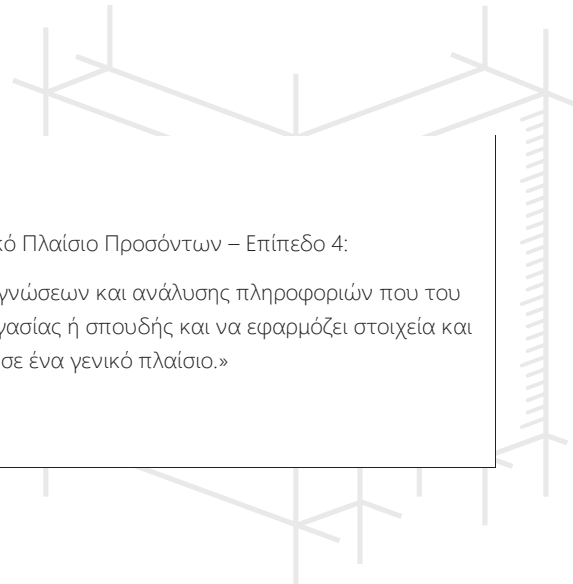 κό Πλαίσιο Προσόντων – Επίπεδο 4:
γνώσεων και ανάλυσης πληροφοριών που του
γασίας ή σπουδής και να εφαρμόζει στοιχεία και
σε ένα γενικό πλαίσιο.»